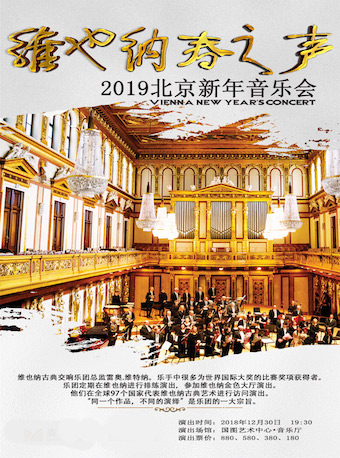 维也纳春之声
2019北京新年音乐会
VIENNA NEW YEAR'S CONCERT
维也纳古典交响乐团总监雷奥.维特纳,乐手中很多为世界国际大奖的比赛奖项获得者。
乐团定期在维也纳进行排练演出,参加维也纳金色大厅演出。
他们在全球97个国家代表维也纳古典艺术进行访问演出。
"同一个作品,不同的演绎"是乐团的一大宗旨。
演出时间:2018年12月30日 19:30
演出场馆:国图艺术中心·音乐厅
演出票价:880、580、380、180